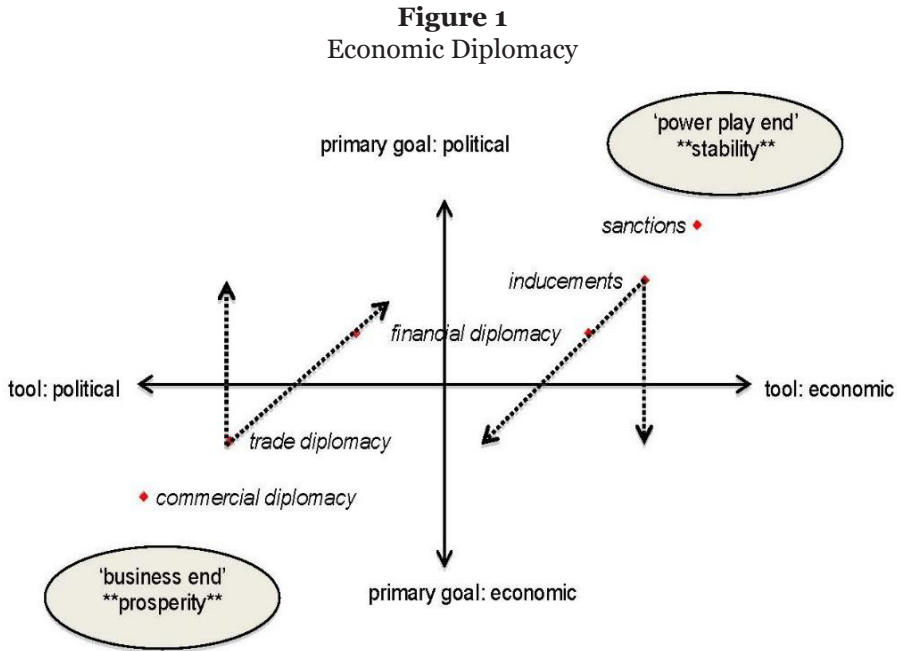 Figure 1
Economic Diplomacy
'power play end'
**stability**
primary goal: political
sanctions
inducements
financial diplomacy
tool: political
tool: economic
trade diplomacy
commercial diplomacy
'business end'
**prosperity**
primary goal: economic